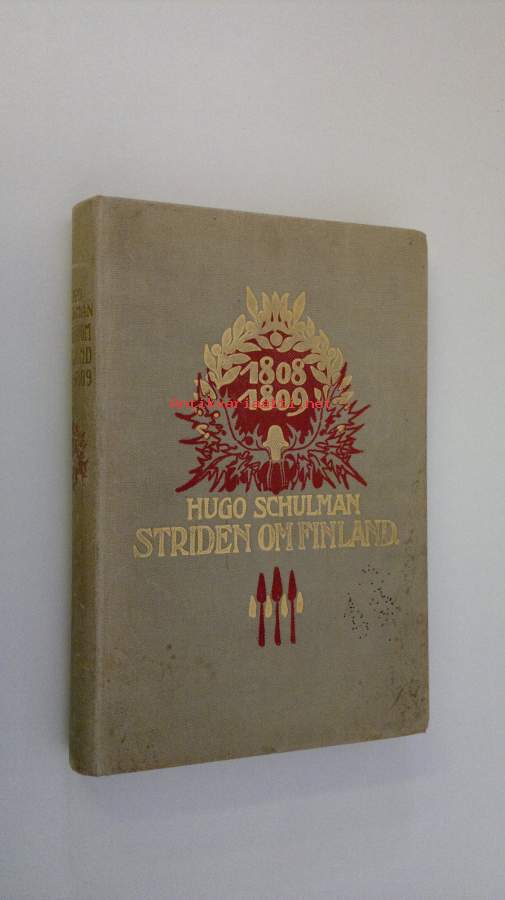 1808
1809
antikvariaatti.net
HUGO SCHULMAN
STRIDEN OM FINLAND.